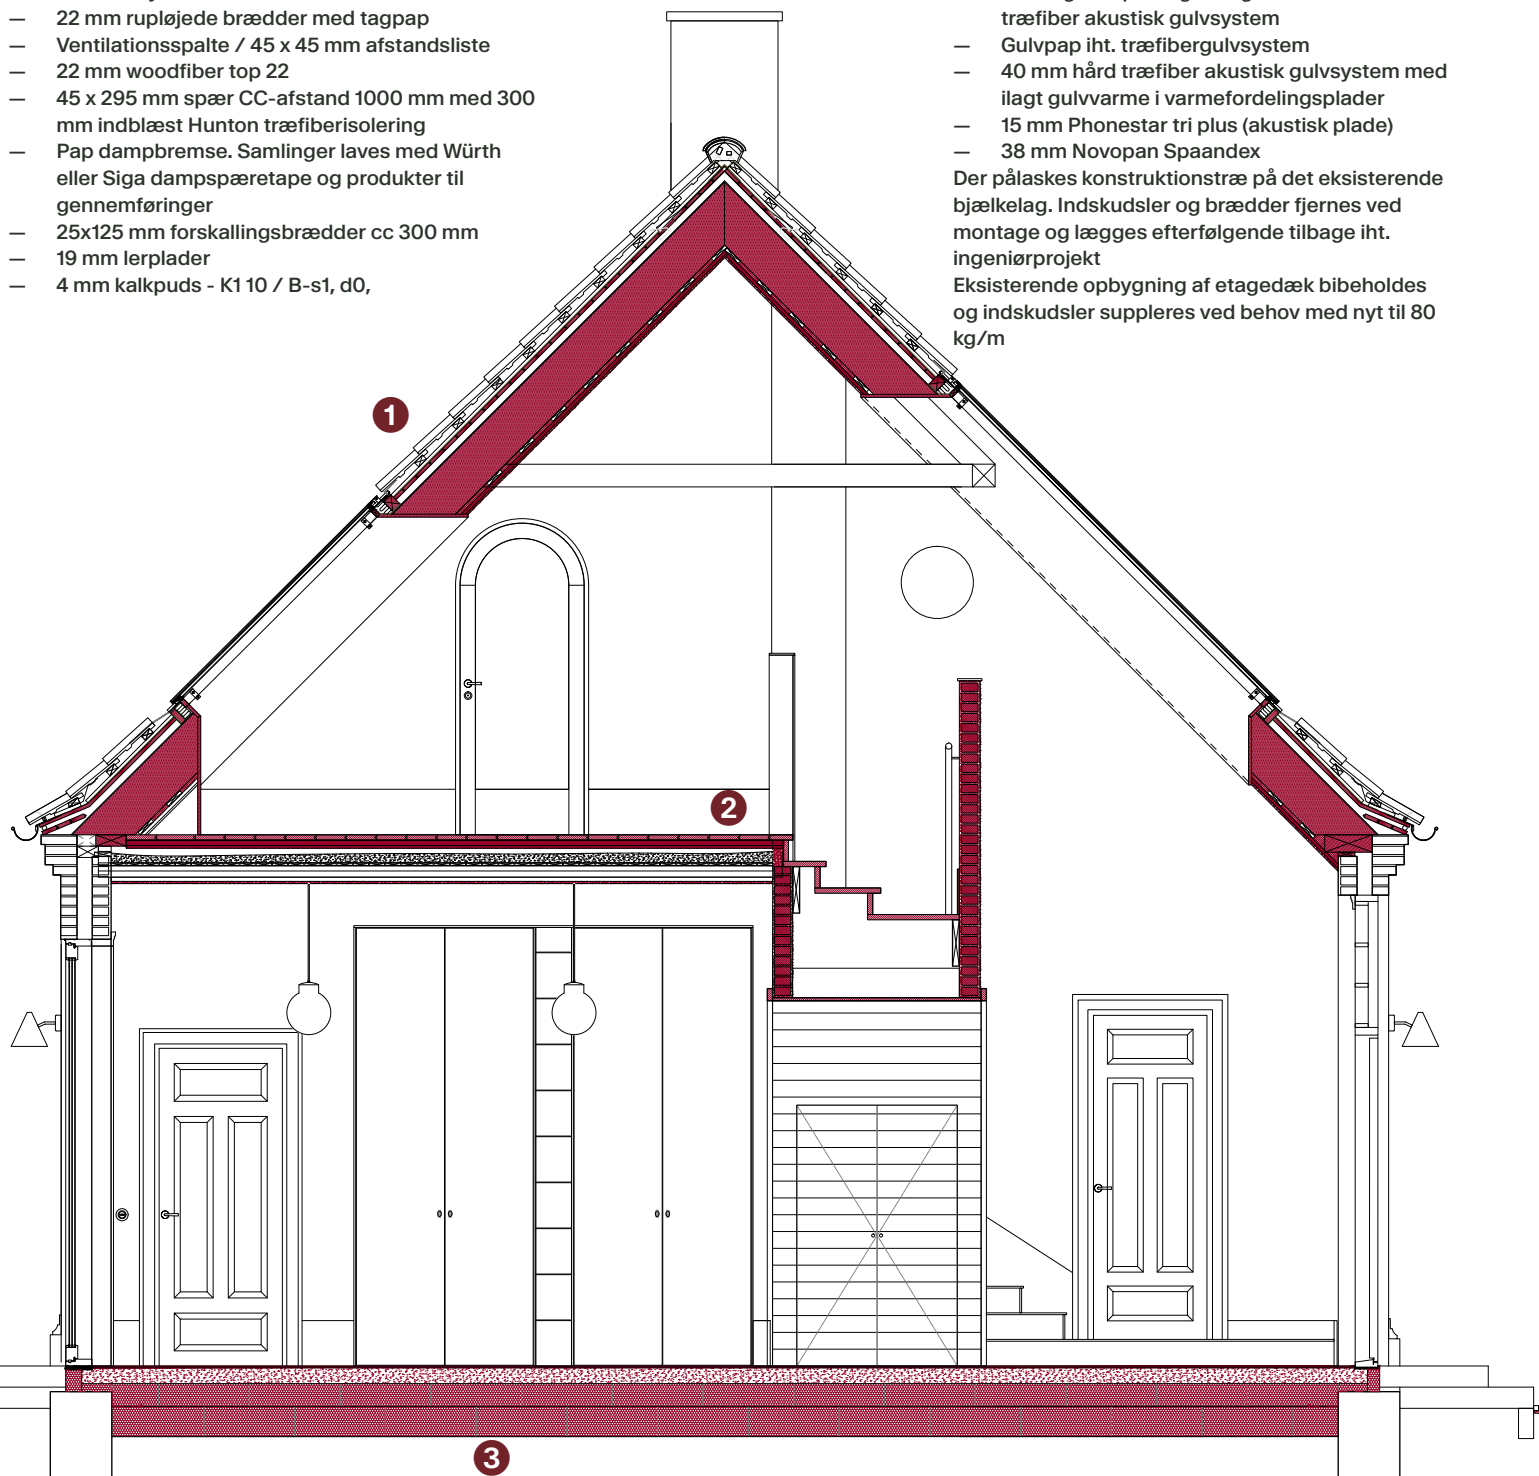 — 22 mm rupløjede brædder med tagpap
— Ventilationsspalte / 45 x 45 mm afstandsliste
— 22 mm woodfiber top 22
— 45 x 295 mm spær CC-afstand 1000 mm med 300
mm indblæst Hunton træfiberisolering
— Pap dampbremse. Samlinger laves med Würth
eller Siga dampspæretape og produkter til
gennemføringer
— 25x125 mm forskallingsbrædder cc 300 mm
— 19 mm lerplader
— 4 mm kalkpuds - K1 10 / B-s1, d0,
træfiber akustisk gulvsystem
— Gulvpap iht. træfibergulvsystem
— 40 mm hård træfiber akustisk gulvsystem med
ilagt gulvvarme i varmefordelingsplader
— 15 mm Phonestar tri plus (akustisk plade)
— 38 mm Novopan Spaandex
Der pålaskes konstruktionstræ på det eksisterende
bjælkelag. Indskudsler og brædder fjernes ved
montage og lægges efterfølgende tilbage iht.
ingeniørprojekt
Eksisterende opbygning af etagedæk bibeholdes
og indskudsler suppleres ved behov med nyt til 80
kg/m
1
2
3